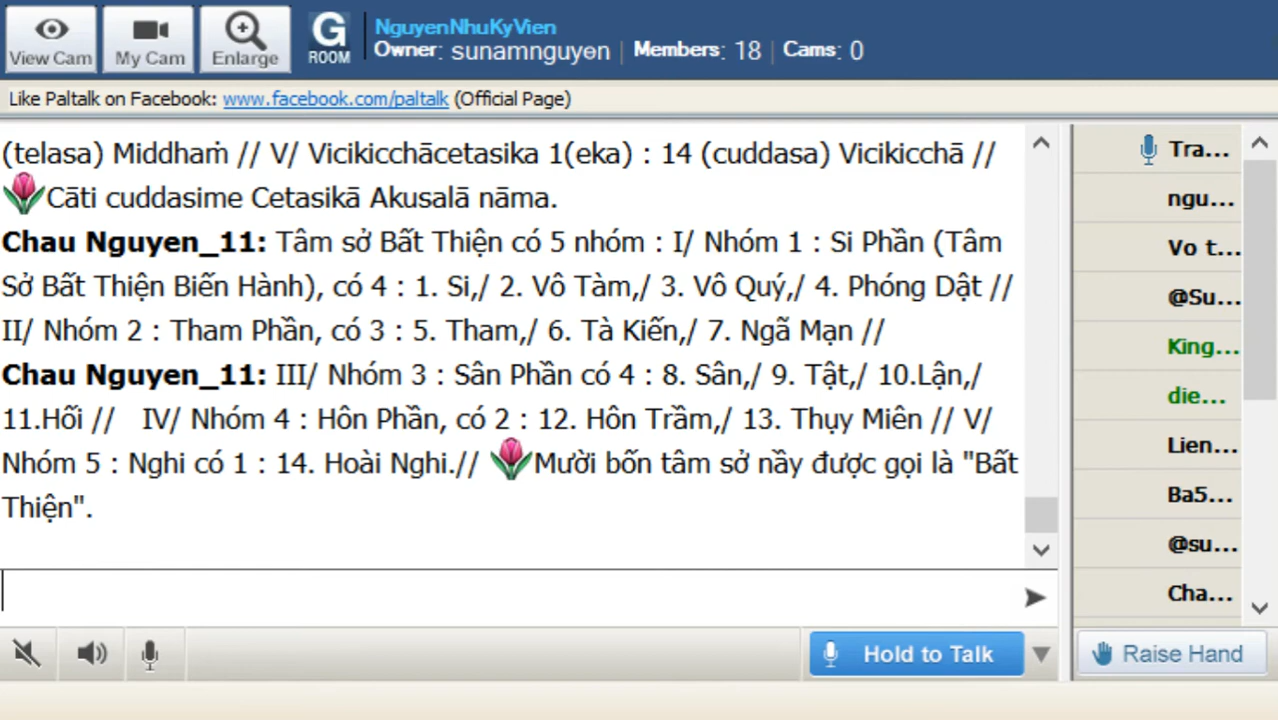 View Cam
My Cam
Enlarge
G
ROOM
NguyenNhuKyVien
Owner: sunamnguyen | Members: 18 | Cams: 0
Like Paltalk on Facebook: www.facebook.com/paltalk (Official Page)
(telasa) Middhaṁ // V/ Vicikicchācetasika 1(eka) : 14 (cuddasa) Vicikicchā //
Cāti cuddasime Cetasikā Akusalā nāma.
Chau Nguyen_11: Tâm sở Bất Thiện có 5 nhóm : I/ Nhóm 1 : Si Phần (Tâm
Sở Bất Thiện Biến Hành), có 4 : 1. Si,/ 2. Vô Tàm,/ 3. Vô Quý,/ 4. Phóng Dật //
II/ Nhóm 2 : Tham Phần, có 3 : 5. Tham,/ 6. Tà Kiến,/ 7. Ngã Mạn //
Chau Nguyen_11: III/ Nhóm 3 : Sân Phần có 4 : 8. Sân,/ 9. Tật,/ 10.Lận,/
11.Hối // IV/ Nhóm 4 : Hôn Phần, có 2 : 12. Hôn Trầm,/ 13. Thụy Miên // V/
Nhóm 5 : Nghi có 1 : 14. Hoài Nghi.// Mười bốn tâm sở nầy được gọi là "Bất
Thiện".
Tra...
ngu...
Vo t...
@Su...
King...
die...
Lien...
Ba5...
@su...
Cha...
Hold to Talk
Raise Hand